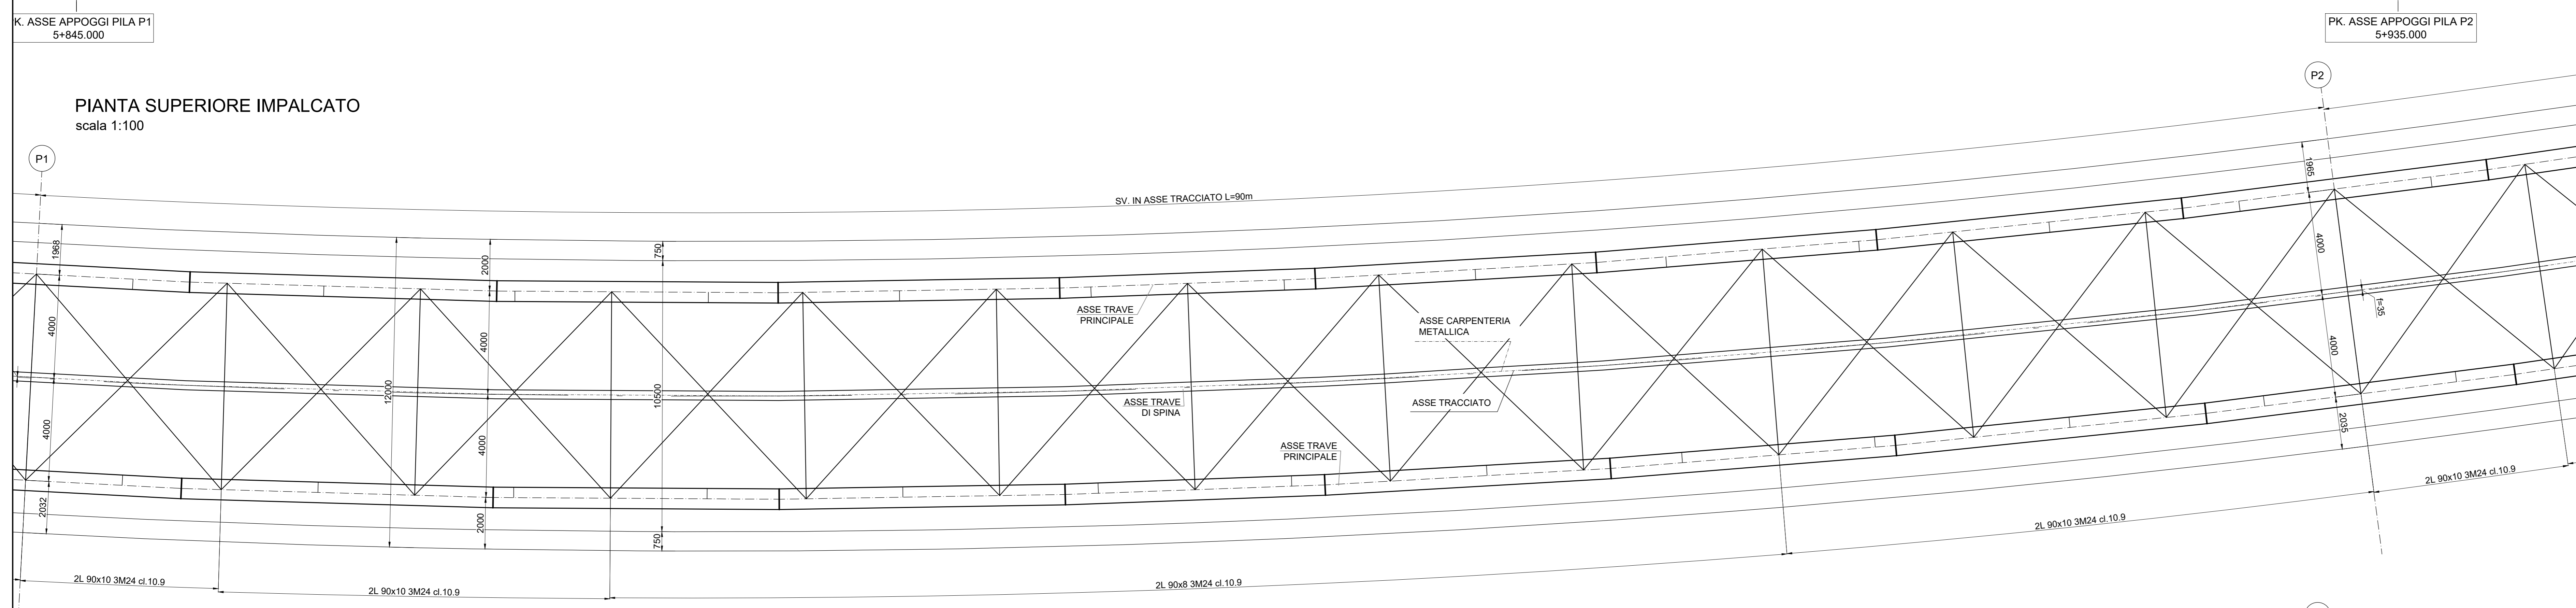 K. ASSE APPOGGI PILA P1
5+845.000
PK. ASSE APPOGGI PILA P2
5+935.000
PIANTA SUPERIORE IMPALCATO
scala 1:100
P1
P2
SV. IN ASSE TRACCIATO L=90m
1968
4000
4000
2032
12000
2000
4000
4000
2000
750
10500
750
ASSE TRAVE
PRINCIPALE
ASSE TRAVE
DI SPINA
ASSE TRAVE
PRINCIPALE
ASSE CARPENTERIA
METALLICA
ASSE TRACCIATO
1965
4000
4000
2035
f=35
2L 90x10 3M24 cl.10.9
2L 90x10 3M24 cl.10.9
2L 90x8 3M24 cl.10.9
2L 90x10 3M24 cl.10.9
2L 90x10 3M24 cl.10.9